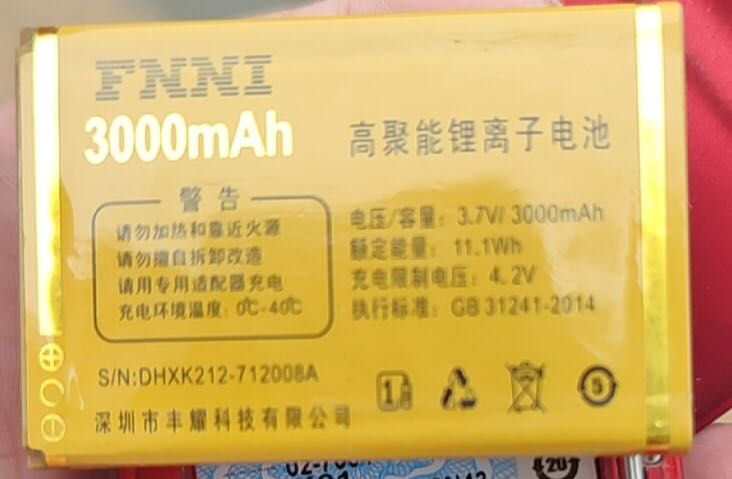 FNNI
3000mAh
高聚能锂离子电池
警告
请勿加热和靠近火源
请勿擅自拆卸改造
请用专用适配器充电
充电环境温度: 0℃-40℃
电压/容量: 3.7V/ 3000mAh
额定能量: 11.1Wh
充电限制电压: 4.2V
执行标准: GB 31241-2014
S/N:DHXK212-712008A
深圳市丰耀科技有限公司
1
5
20